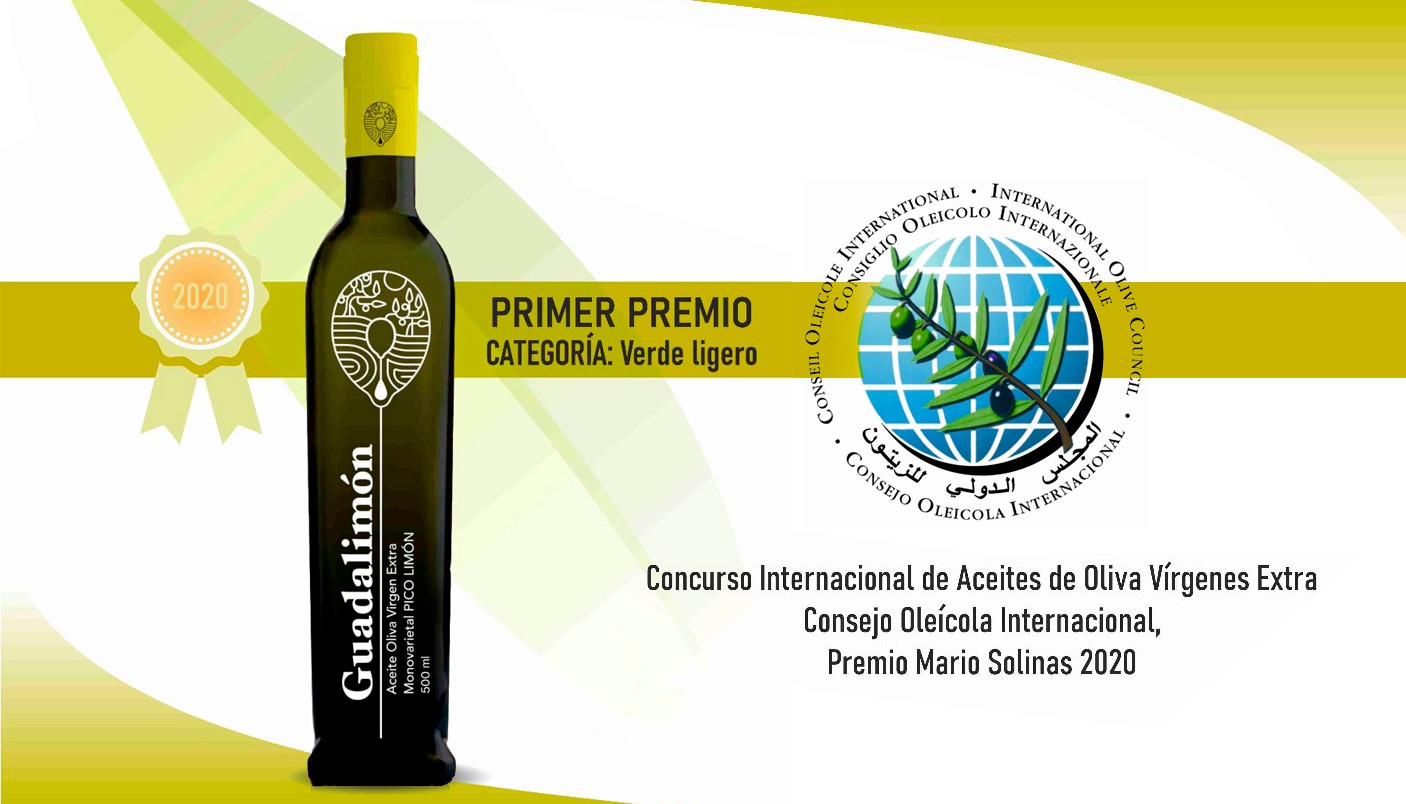 2020
Guadalimón
Aceite Oliva Virgen Extra
Monovarietal PICO LIMÓN
500 ml
PRIMER PREMIO
CATEGORÍA: Verde ligero
CONSEIL OLEICOLE INTERNATIONAL • INTERNATIONAL OLIVE COUNCIL •
CONSIGLIO OLEICOLO INTERNAZIONALE
المجلس الدولي للزيتون
• CONSEJO OLEICOLA INTERNACIONAL
Concurso Internacional de Aceites de Oliva Vírgenes Extra
Consejo Oleícola Internacional,
Premio Mario Solinas 2020